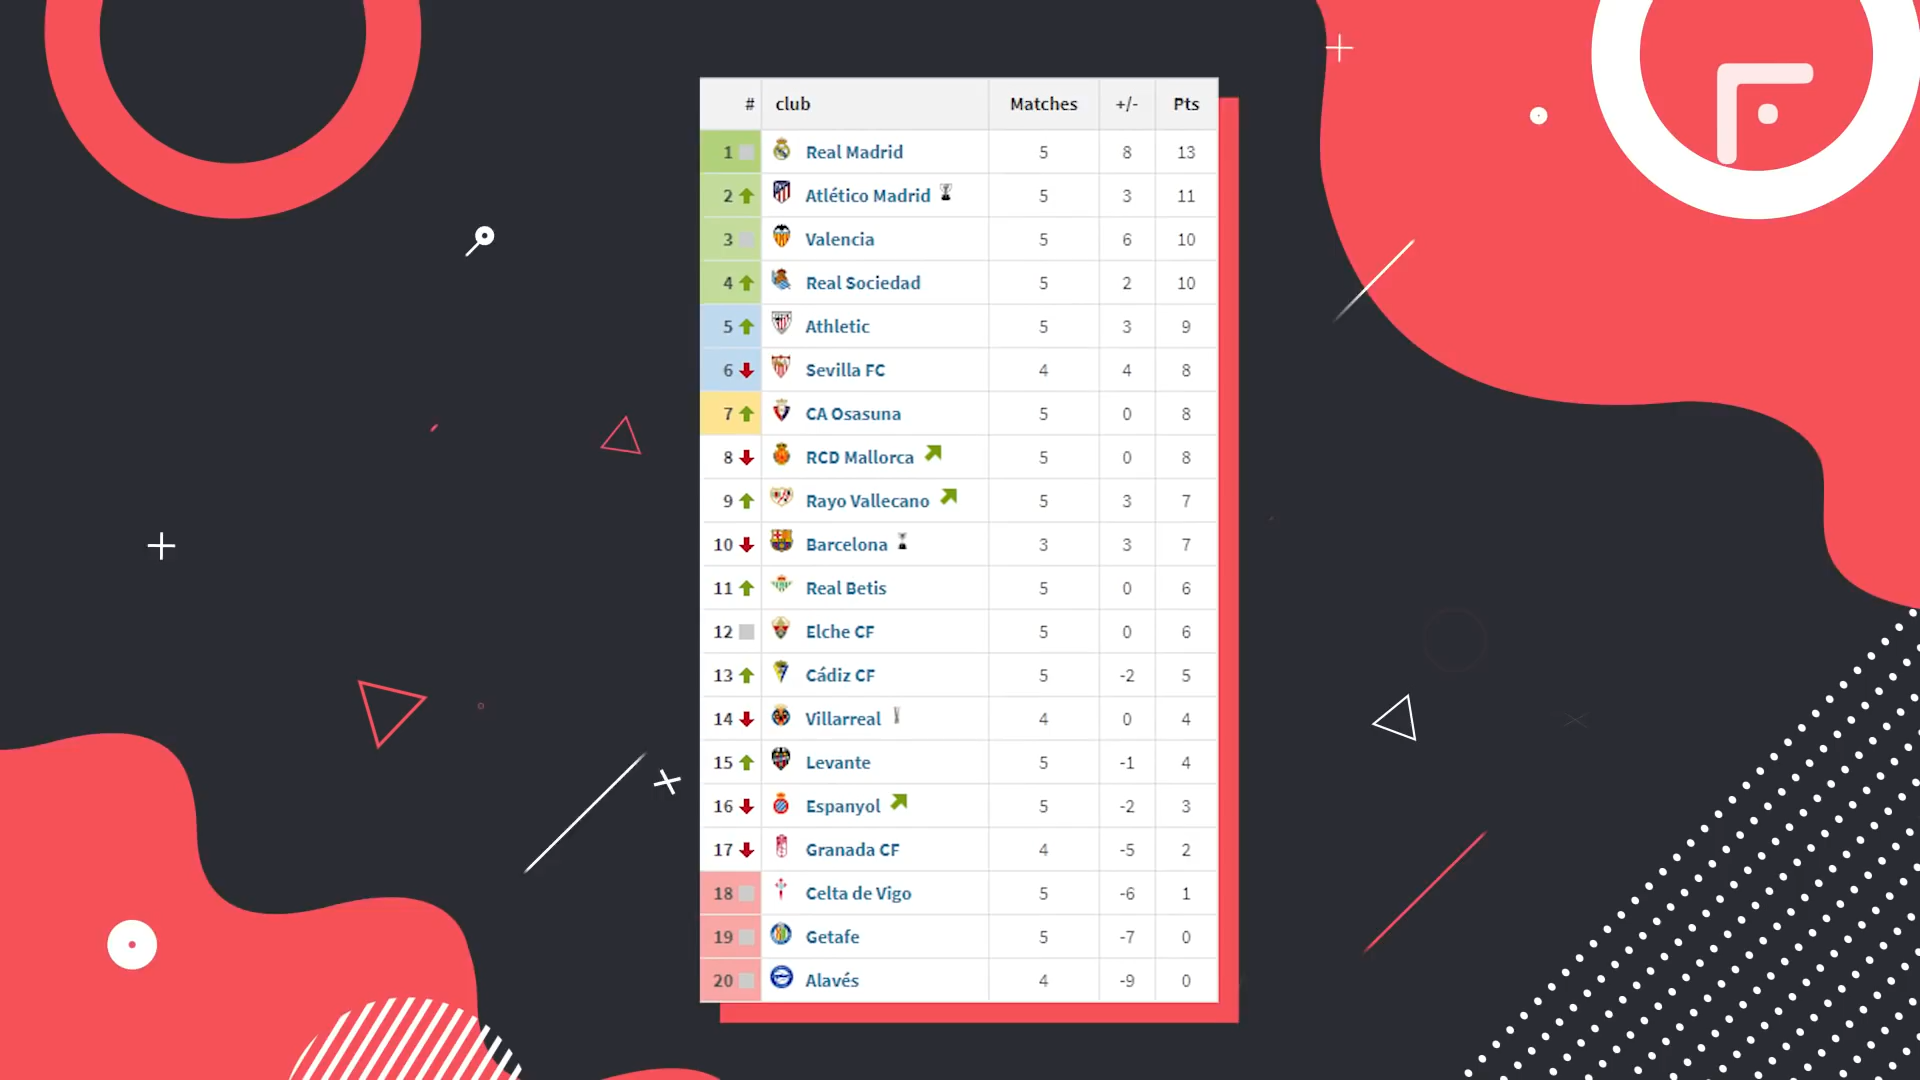 # club Matches +/- Pts
1 Real Madrid 5 8 13
2 Atlético Madrid 5 3 11
3 Valencia 5 6 10
4 Real Sociedad 5 2 10
5 Athletic 5 3 9
6 Sevilla FC 4 4 8
7 CA Osasuna 5 0 8
8 RCD Mallorca 5 0 8
9 Rayo Vallecano 5 3 7
10 Barcelona 3 3 7
11 Real Betis 5 0 6
12 Elche CF 5 0 6
13 Cádiz CF 5 -2 5
14 Villarreal 4 0 4
15 Levante 5 -1 4
16 Espanyol 5 -2 3
17 Granada CF 4 -5 2
18 Celta de Vigo 5 -6 1
19 Getafe 5 -7 0
20 Alavés 4 -9 0